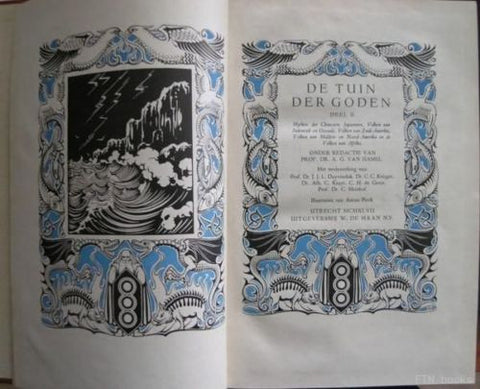 DE TUIN
DER GODEN
DEEL II
Mythen der Chineezen, Japanners, Volken van
Indonesië en Oceanië, Volken van Zuid-Amerika,
Volken van Midden- en Noord-Amerika en de
Volken van Afrika.
ONDER REDACTIE VAN
PROF. DR. A. G. VAN HAMEL
Met medewerking van
Prof. Dr. J. J. L. Duyvendak, Dr. C. C. Krieger,
Dr. Alb. C. Kruyt, C. H. de Goeje,
Prof. Dr. C. Meinhof.
Illustraties van Anton Pieck
UTRECHT MCMXLVII
UITGEVERSMIJ W. DE HAAN N.V.
FTN-books